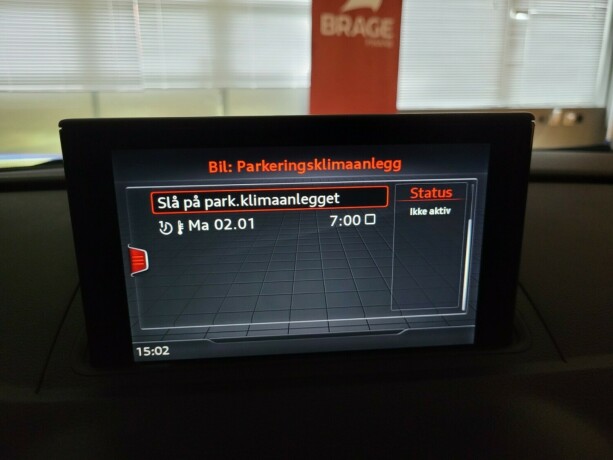 BRAGE
Bil: Parkeringsklimaanlegg
Slå på park.klimaanlegget
Ma 02.01 7:00
Status
Ikke aktiv
15:02